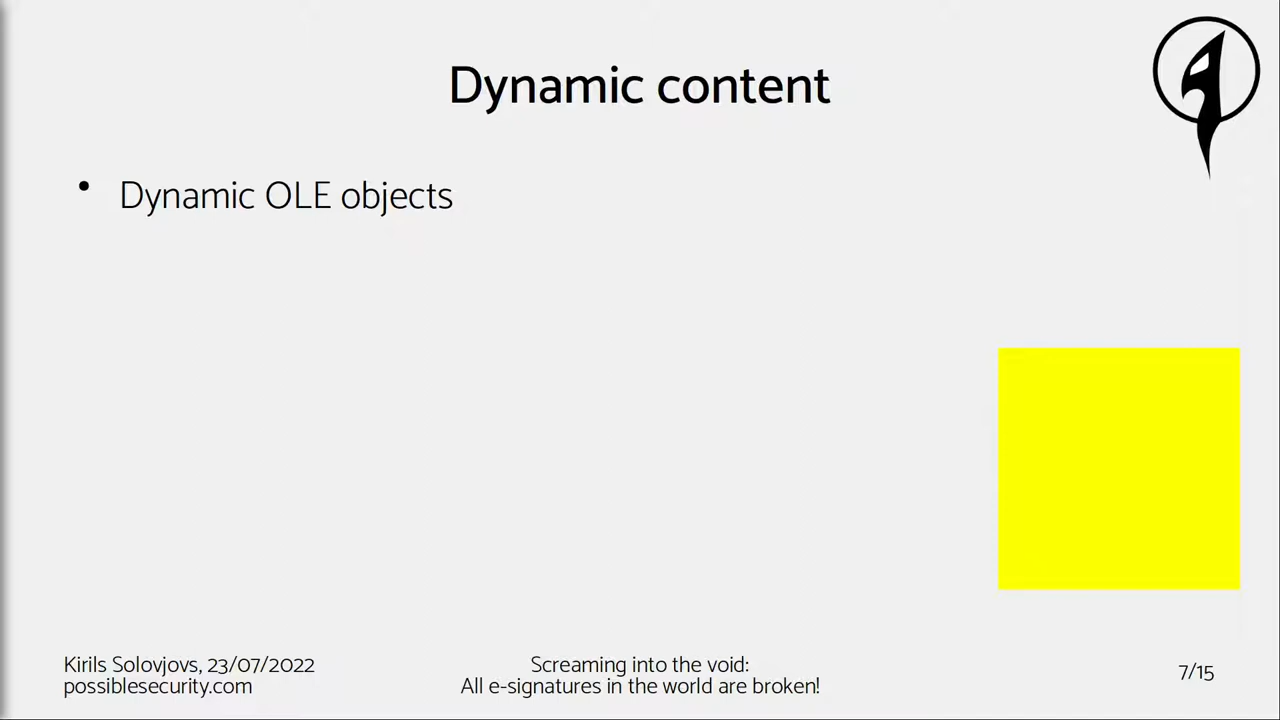 Dynamic content
• Dynamic OLE objects
Kirils Solovjovs, 23/07/2022
possiblesecurity.com
Screaming into the void:
All e-signatures in the world are broken!
7/15